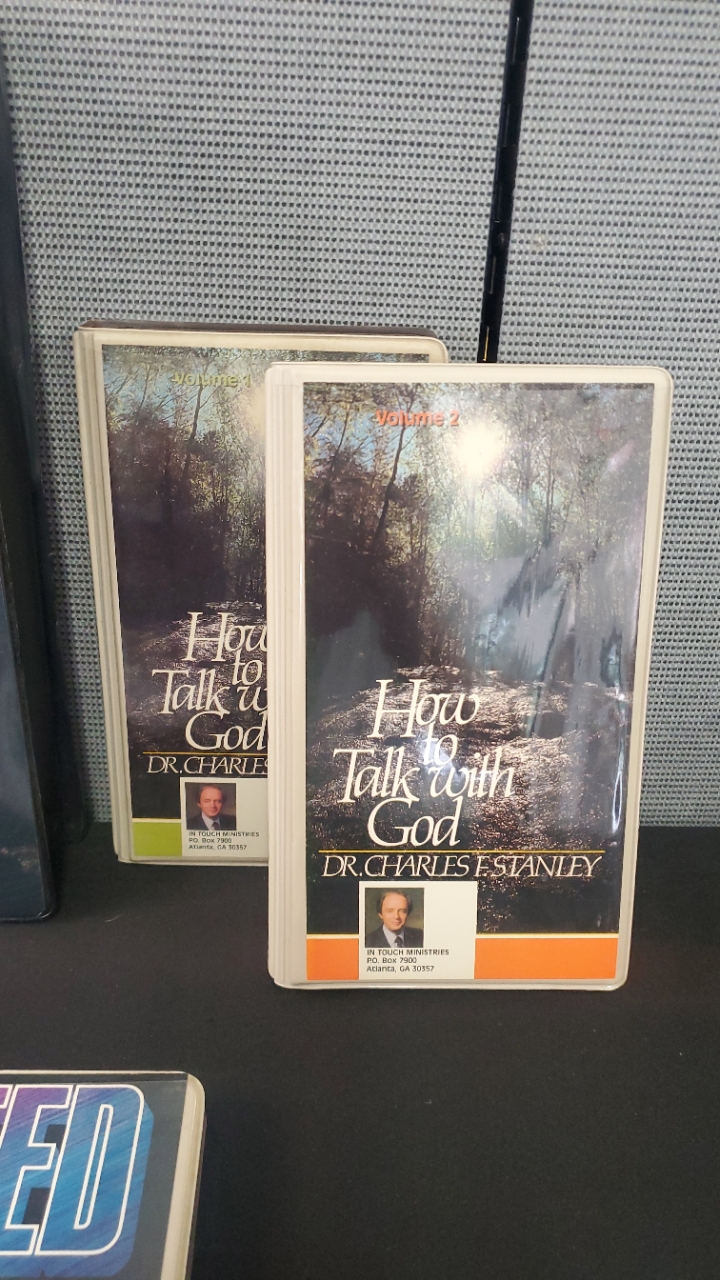 Volume 1
How
to
Talk w
God
DR. CHARLES
IN TOUCH MINISTRIES
P.O. Box 7900
Atlanta, GA 30357
Volume 2
How
to
Talk with
God
DR. CHARLES F. STANLEY
IN TOUCH MINISTRIES
P.O. Box 7900
Atlanta, GA 30357
ED